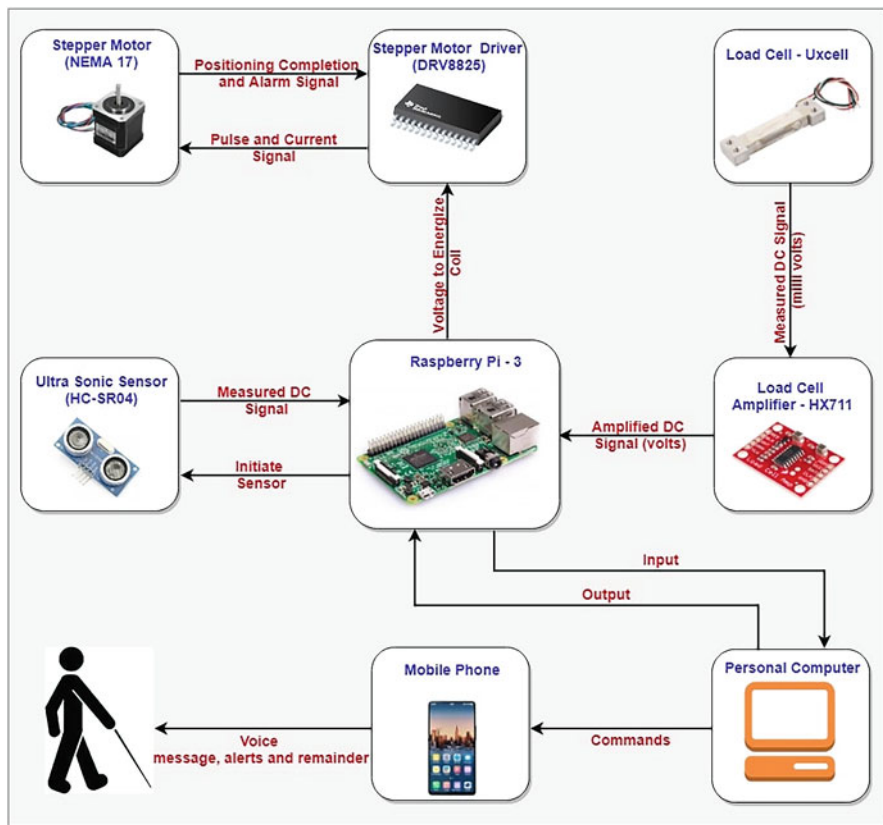 Stepper Motor
(NEMA 17)
Positioning Completion
and Alarm Signal
Pulse and Current
Signal
Stepper Motor Driver
(DRV8825)
Load Cell - Uxcell
Voltage to Energize
Coil
Measured DC Signal
(milli volts)
Ultra Sonic Sensor
(HC-SR04)
Measured DC
Signal
Initiate
Sensor
Raspberry Pi - 3
Amplified DC
Signal (volts)
Load Cell
Amplifier - HX711
Input
Output
Voice
message, alerts and remainder
Mobile Phone
Commands
Personal Computer